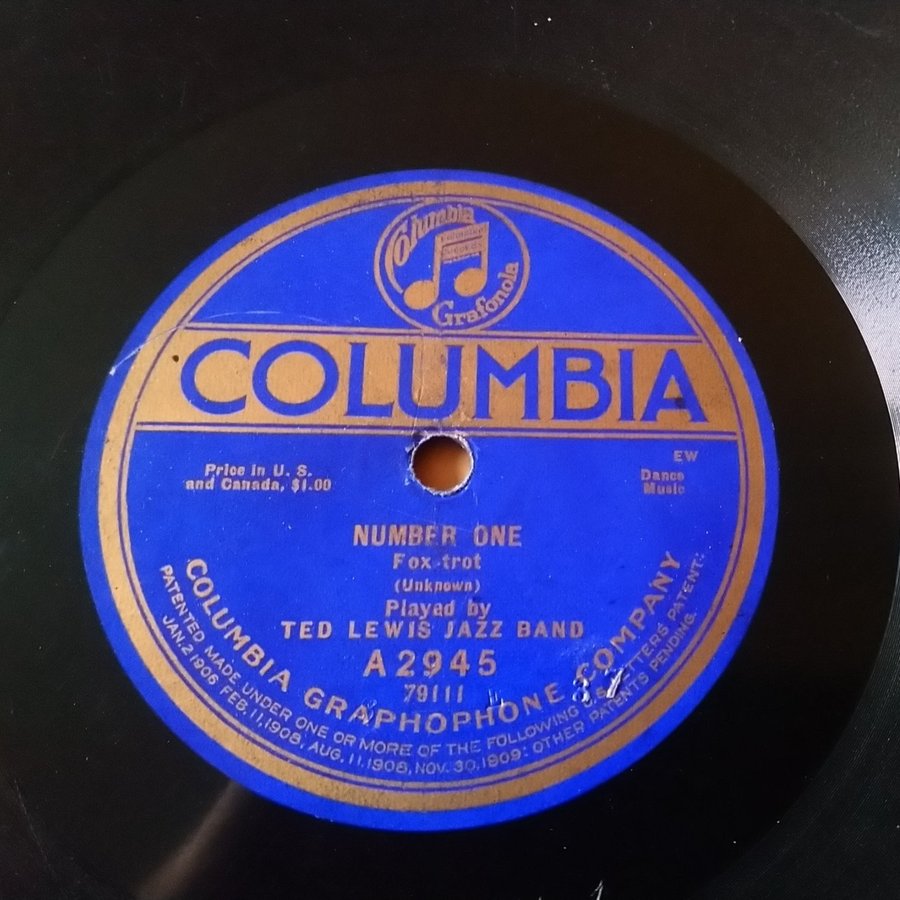 Columbia
Grafonola
COLUMBIA
EW
Price in U. S.
and Canada, $1.00
Dance
Music
NUMBER ONE
Fox-trot
(Unknown)
Played by
TED LEWIS JAZZ BAND
A2945
79111
37
COLUMBIA GRAPHOPHONE COMPANY
PATENTED MADE UNDER ONE OR MORE OF THE FOLLOWING U.S. LETTERS PATENT:
JAN.21,1906 FEB.11,1908, AUG.11,1908, NOV.30,1909: OTHER PATENTS PENDING.